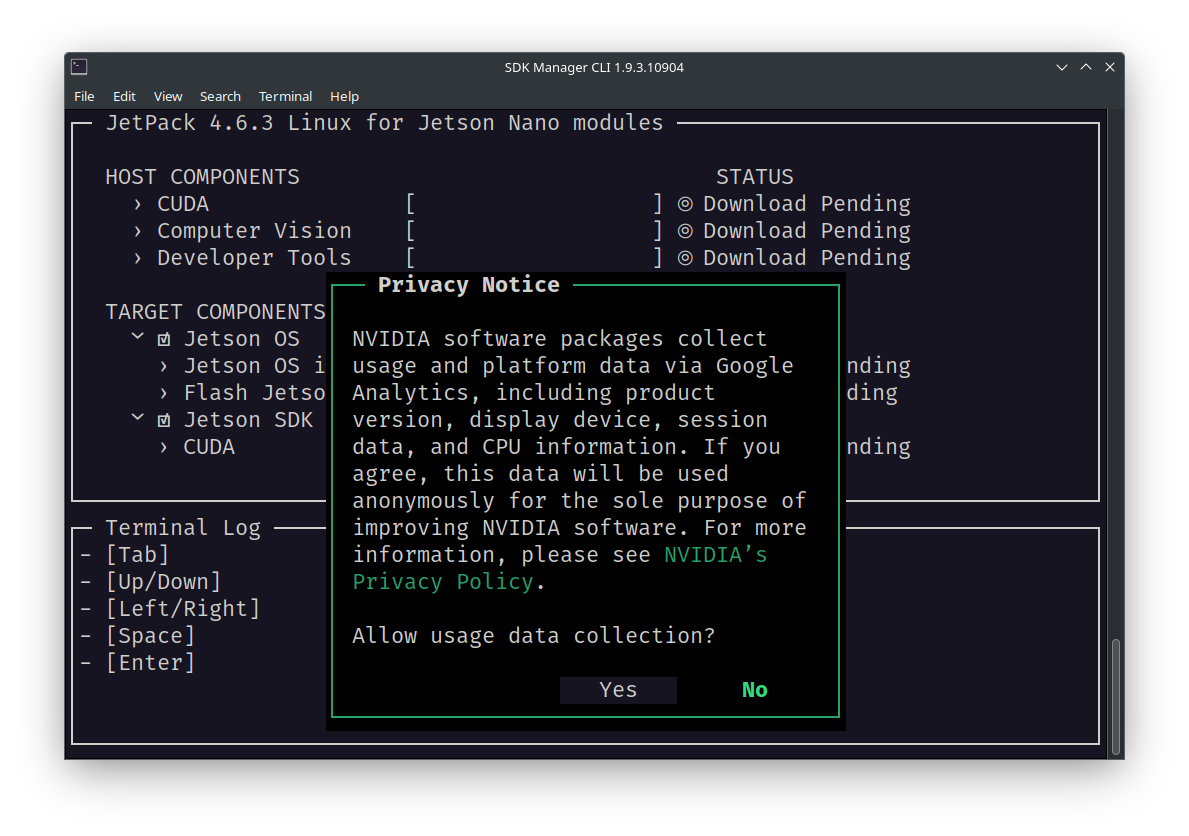 SDK Manager CLI 1.9.3.10904
File Edit View Search Terminal Help
JetPack 4.6.3 Linux for Jetson Nano modules
HOST COMPONENTS STATUS
› CUDA [ ] ◎ Download Pending
› Computer Vision [ ] ◎ Download Pending
› Developer Tools [ ] ◎ Download Pending
TARGET COMPONENTS
﹀ ☑ Jetson OS
› Jetson OS i nding
› Flash Jetso ding
﹀ ☑ Jetson SDK
› CUDA nding
Privacy Notice
NVIDIA software packages collect
usage and platform data via Google
Analytics, including product
version, display device, session
data, and CPU information. If you
agree, this data will be used
anonymously for the sole purpose of
improving NVIDIA software. For more
information, please see NVIDIA’s
Privacy Policy.
Allow usage data collection?
Yes No
Terminal Log
- [Tab]
- [Up/Down]
- [Left/Right]
- [Space]
- [Enter]